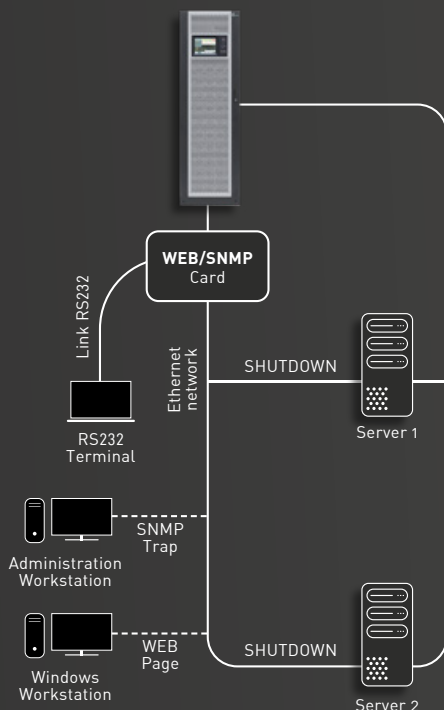 WEB/SNMP
Card
Link RS232
Ethernet
network
SHUTDOWN
Server 1
RS232
Terminal
SNMP
Trap
Administration
Workstation
WEB
Page
SHUTDOWN
Windows
Workstation
Server 2